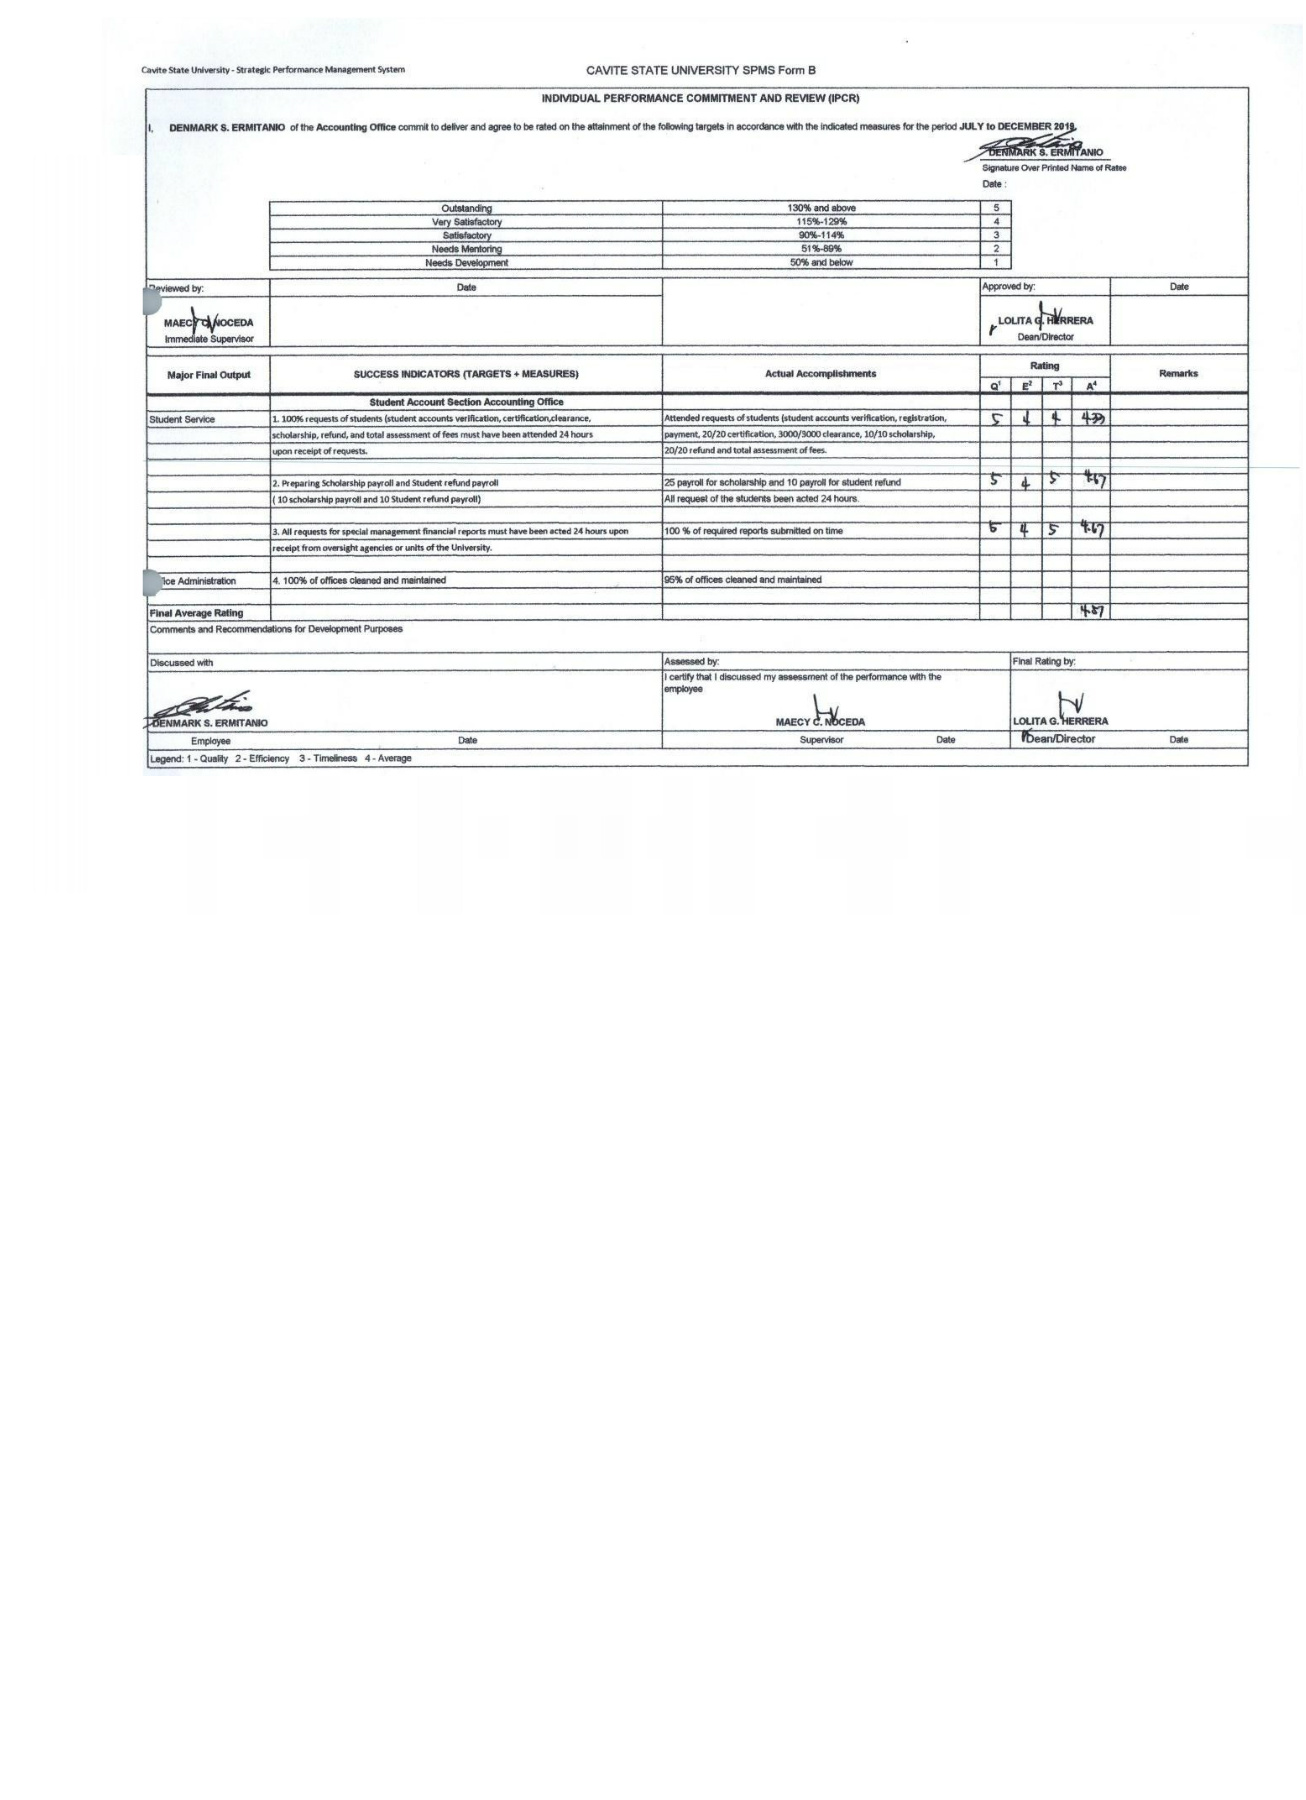 Cavite State University - Strategic Performance Management System
CAVITE STATE UNIVERSITY SPMS Form B
INDIVIDUAL PERFORMANCE COMMITMENT AND REVIEW (IPCR)
I, DENMARK S. ERMITANIO of the Accounting Office commit to deliver and agree to be rated on the attainment of the following targets in accordance with the indicated measures for the period JULY to DECEMBER 2019.
DENMARK S. ERMITANIO
Signature Over Printed Name of Ratee
Date :
Outstanding 130% and above 5
Very Satisfactory 115%-129% 4
Satisfactory 90%-114% 3
Needs Mentoring 51%-89% 2
Needs Development 50% and below 1
Reviewed by: Date Approved by: Date
MAECY C. NOCEDA LOLITA G. HERRERA
Immediate Supervisor Dean/Director
Major Final Output SUCCESS INDICATORS (TARGETS + MEASURES) Actual Accomplishments Rating Remarks
Q¹ E² T³ A⁴
Student Account Section Accounting Office
Student Service 1. 100% requests of students (student accounts verification, certification,clearance, Attended requests of students (student accounts verification, registration, 5 4 4 4.33
scholarship, refund, and total assessment of fees must have been attended 24 hours payment, 20/20 certification, 3000/3000 clearance, 10/10 scholarship,
upon receipt of requests. 20/20 refund and total assessment of fees.
2. Preparing Scholarship payroll and Student refund payroll 25 payroll for scholarship and 10 payroll for student refund 5 4 5 4.67
( 10 scholarship payroll and 10 Student refund payroll) All request of the students been acted 24 hours.
3. All requests for special management financial reports must have been acted 24 hours upon 100 % of required reports submitted on time 5 4 5 4.67
receipt from oversight agencies or units of the University.
ice Administration 4. 100% of offices cleaned and maintained 95% of offices cleaned and maintained
Final Average Rating 4.57
Comments and Recommendations for Development Purposes
Discussed with Assessed by: Final Rating by:
I certify that I discussed my assessment of the performance with the
employee
DENMARK S. ERMITANIO MAECY C. NOCEDA LOLITA G. HERRERA
Employee Date Supervisor Date Dean/Director Date
Legend: 1 - Quality 2 - Efficiency 3 - Timeliness 4 - Average